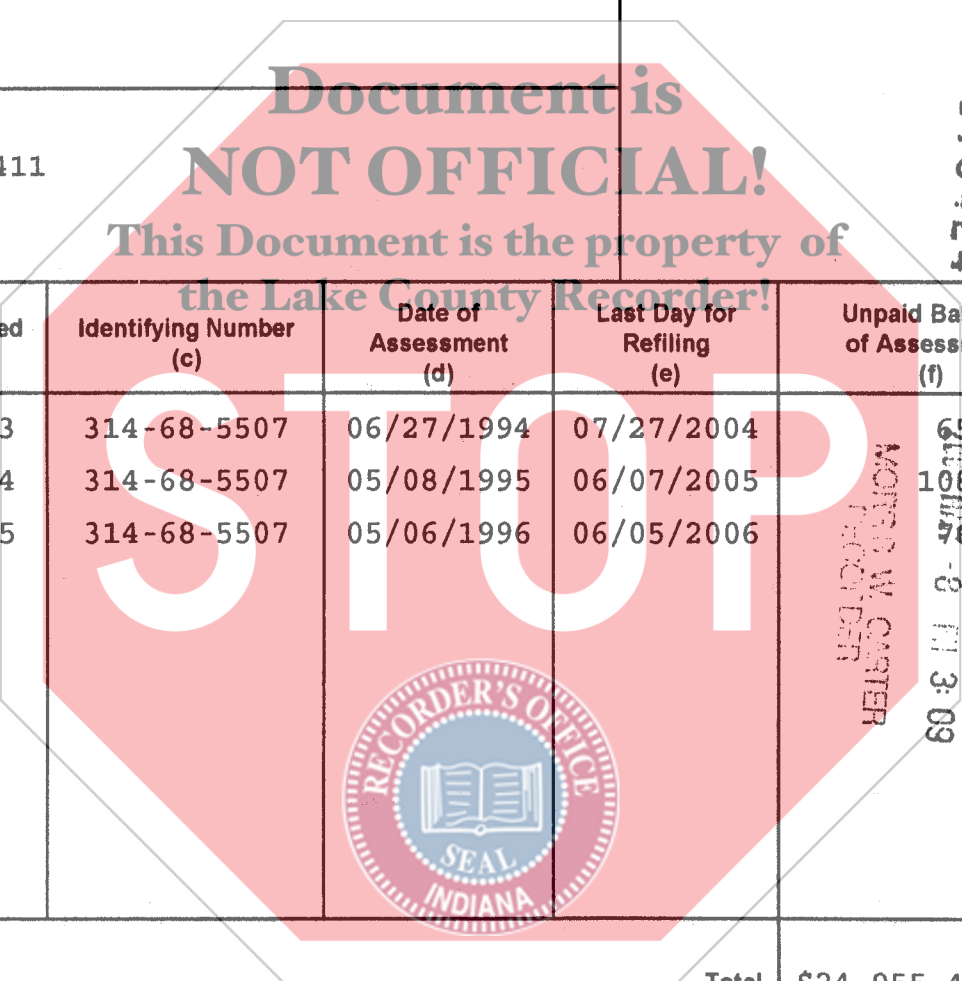 Document is
NOT OFFICIAL!
411
This Document is the property of
the Lake County Recorder!
ed Identifying Number (c) Date of Assessment (d) Last Day for Refiling (e) Unpaid Ba of Assess (f)
3 314-68-5507 06/27/1994 07/27/2004
4 314-68-5507 05/08/1995 06/07/2005
5 314-68-5507 05/06/1996 06/05/2006
STOP
MORRIS W. CARTER
RECORDER
3:09
RECORDER'S OFFICE
SEAL
INDIANA
Total